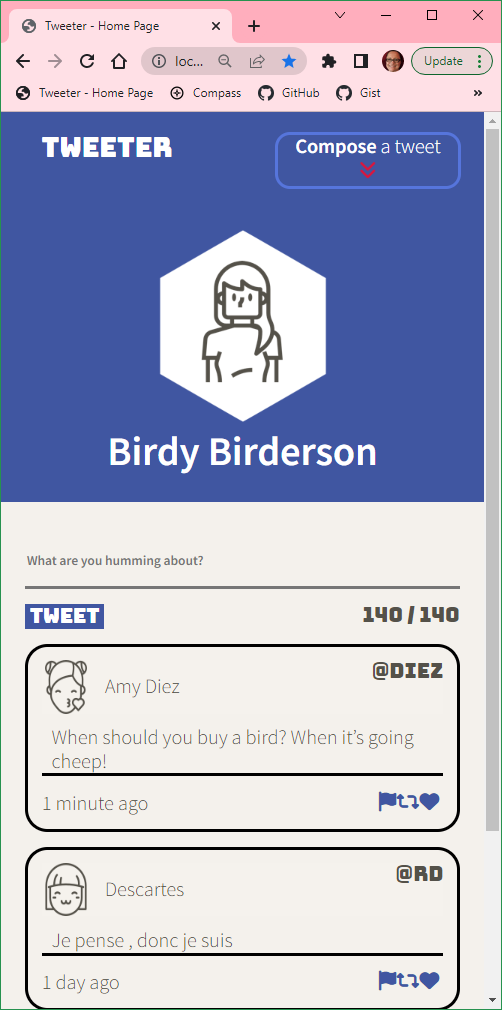 Tweeter - Home Page
loc...
Update
Tweeter - Home Page
Compass
GitHub
Gist
»
TWEETER
Compose a tweet
Birdy Birderson
What are you humming about?
TWEET
140 / 140
Amy Diez
@DIEZ
When should you buy a bird? When it’s going
cheep!
1 minute ago
Descartes
@RD
Je pense , donc je suis
1 day ago